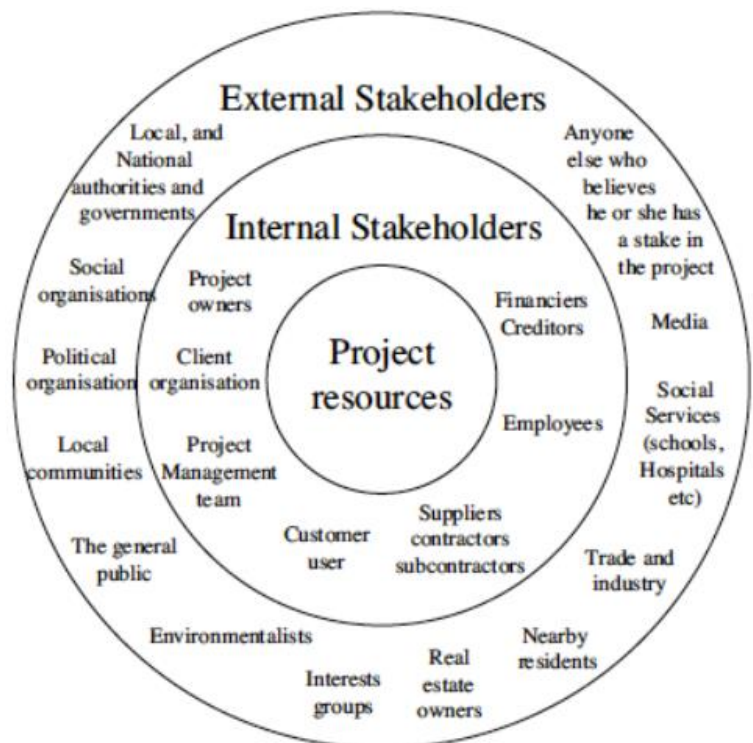 External Stakeholders
Local, and
National
authorities and
governments
Anyone
else who
believes
he or she has
a stake in
the project
Internal Stakeholders
Social
organisations
Project
owners
Financiers
Creditors
Media
Project
resources
Political
organisation
Client
organisation
Social
Services
(schools,
Hospitals
etc)
Employees
Local
communities
Project
Management
team
Customer
user
Suppliers
contractors
subcontractors
The general
public
Trade and
industry
Environmentalists
Interests
groups
Real
estate
owners
Nearby
residents